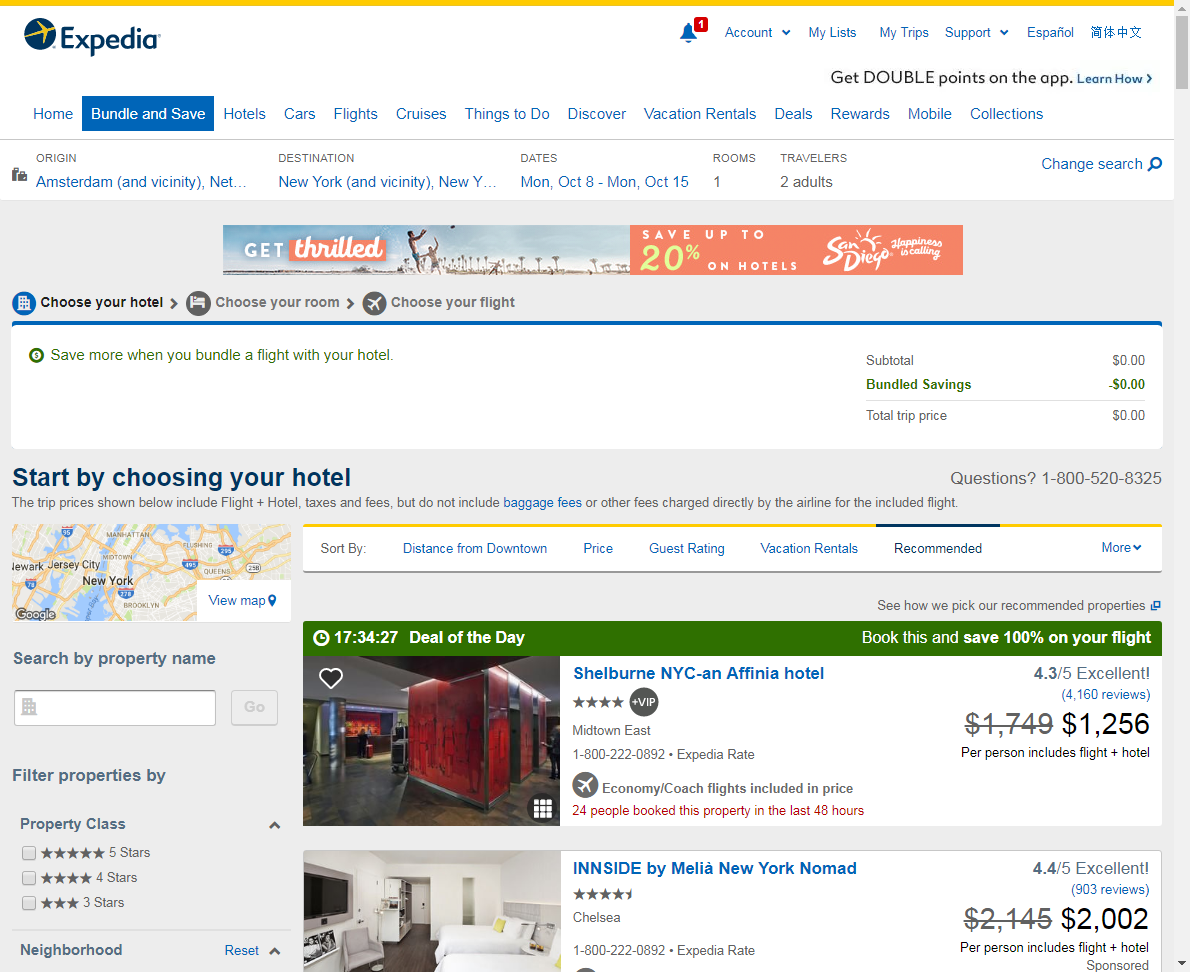 Expedia
1
Account
My Lists
My Trips
Support
Español
简体中文
Get DOUBLE points on the app. Learn How
Home
Bundle and Save
Hotels
Cars
Flights
Cruises
Things to Do
Discover
Vacation Rentals
Deals
Rewards
Mobile
Collections
ORIGIN
Amsterdam (and vicinity), Net...
DESTINATION
New York (and vicinity), New Y...
DATES
Mon, Oct 8 - Mon, Oct 15
ROOMS
1
TRAVELERS
2 adults
Change search
GET thrilled
SAVE UP TO
20%
ON HOTELS
San Diego
Happiness is calling
Choose your hotel
Choose your room
Choose your flight
Save more when you bundle a flight with your hotel.
Subtotal $0.00
Bundled Savings -$0.00
Total trip price $0.00
Start by choosing your hotel
Questions? 1-800-520-8325
The trip prices shown below include Flight + Hotel, taxes and fees, but do not include baggage fees or other fees charged directly by the airline for the included flight.
MANHATTAN
FLUSHING
295
MIDTOWN
ewark
Jersey City
495
QUEENS
25B
78
New York
278
BROOKLYN
Google
View map
Search by property name
Go
Filter properties by
Property Class
5 Stars
4 Stars
3 Stars
Neighborhood
Reset
Sort By:
Distance from Downtown
Price
Guest Rating
Vacation Rentals
Recommended
More
See how we pick our recommended properties
17:34:27 Deal of the Day
Book this and save 100% on your flight
Shelburne NYC-an Affinia hotel
+VIP
Midtown East
1-800-222-0892 • Expedia Rate
Economy/Coach flights included in price
24 people booked this property in the last 48 hours
4.3/5 Excellent!
(4,160 reviews)
$1,749 $1,256
Per person includes flight + hotel
INNSIDE by Melià New York Nomad
Chelsea
1-800-222-0892 • Expedia Rate
4.4/5 Excellent!
(903 reviews)
$2,145 $2,002
Per person includes flight + hotel
Sponsored